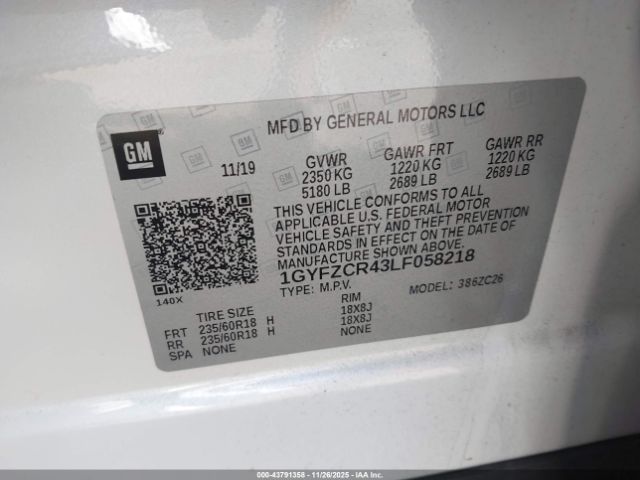 MFD BY GENERAL MOTORS LLC
GM
11/19
GVWR GAWR FRT GAWR RR
2350 KG 1220 KG 1220 KG
5180 LB 2689 LB 2689 LB
THIS VEHICLE CONFORMS TO ALL
APPLICABLE U.S. FEDERAL MOTOR
VEHICLE SAFETY AND THEFT PREVENTION
STANDARDS IN EFFECT ON THE DATE OF
MANUFACTURE SHOWN ABOVE.
1GYFZCR43LF058218
TYPE: M.P.V. MODEL: 386ZC26
140X
TIRE SIZE RIM
FRT 235/60R18 H 18X8J
RR 235/60R18 H 18X8J
SPA NONE NONE
000-43791358 - 11/26/2025 - IAAI.COM